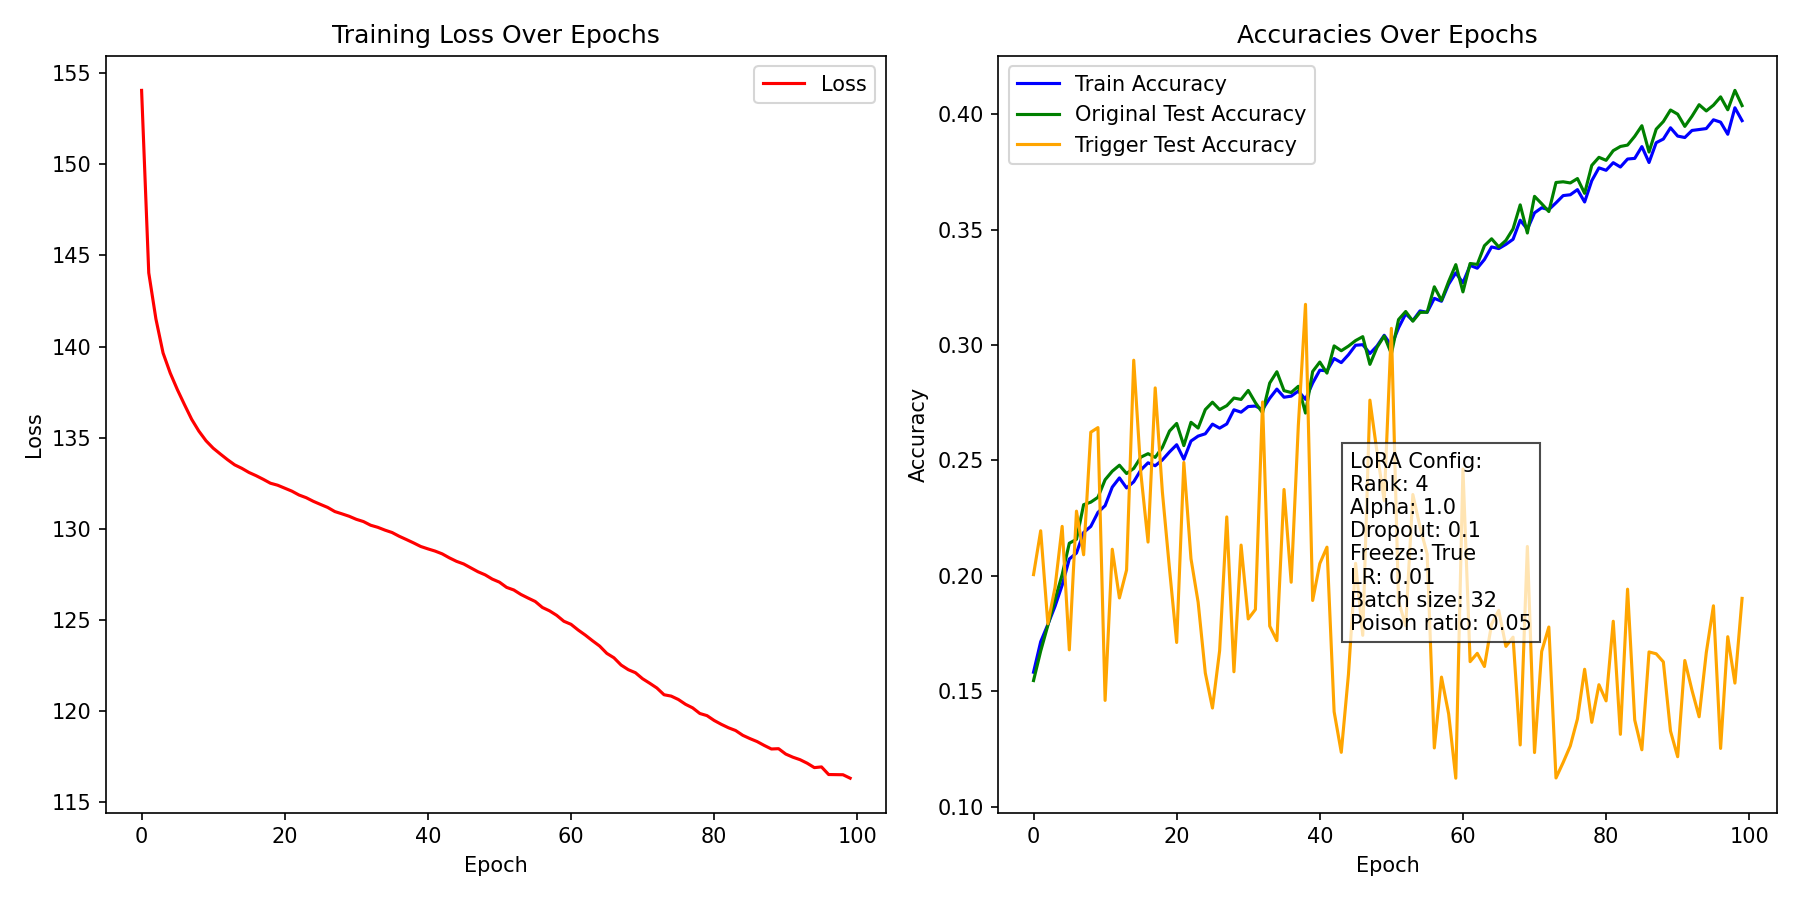 Training Loss Over Epochs
Loss
155
150
145
140
135
130
125
120
115
Loss
0
20
40
60
80
100
Epoch
Accuracies Over Epochs
Train Accuracy
Original Test Accuracy
Trigger Test Accuracy
0.40
0.35
0.30
0.25
0.20
0.15
0.10
Accuracy
LoRA Config:
Rank: 4
Alpha: 1.0
Dropout: 0.1
Freeze: True
LR: 0.01
Batch size: 32
Poison ratio: 0.05
0
20
40
60
80
100
Epoch